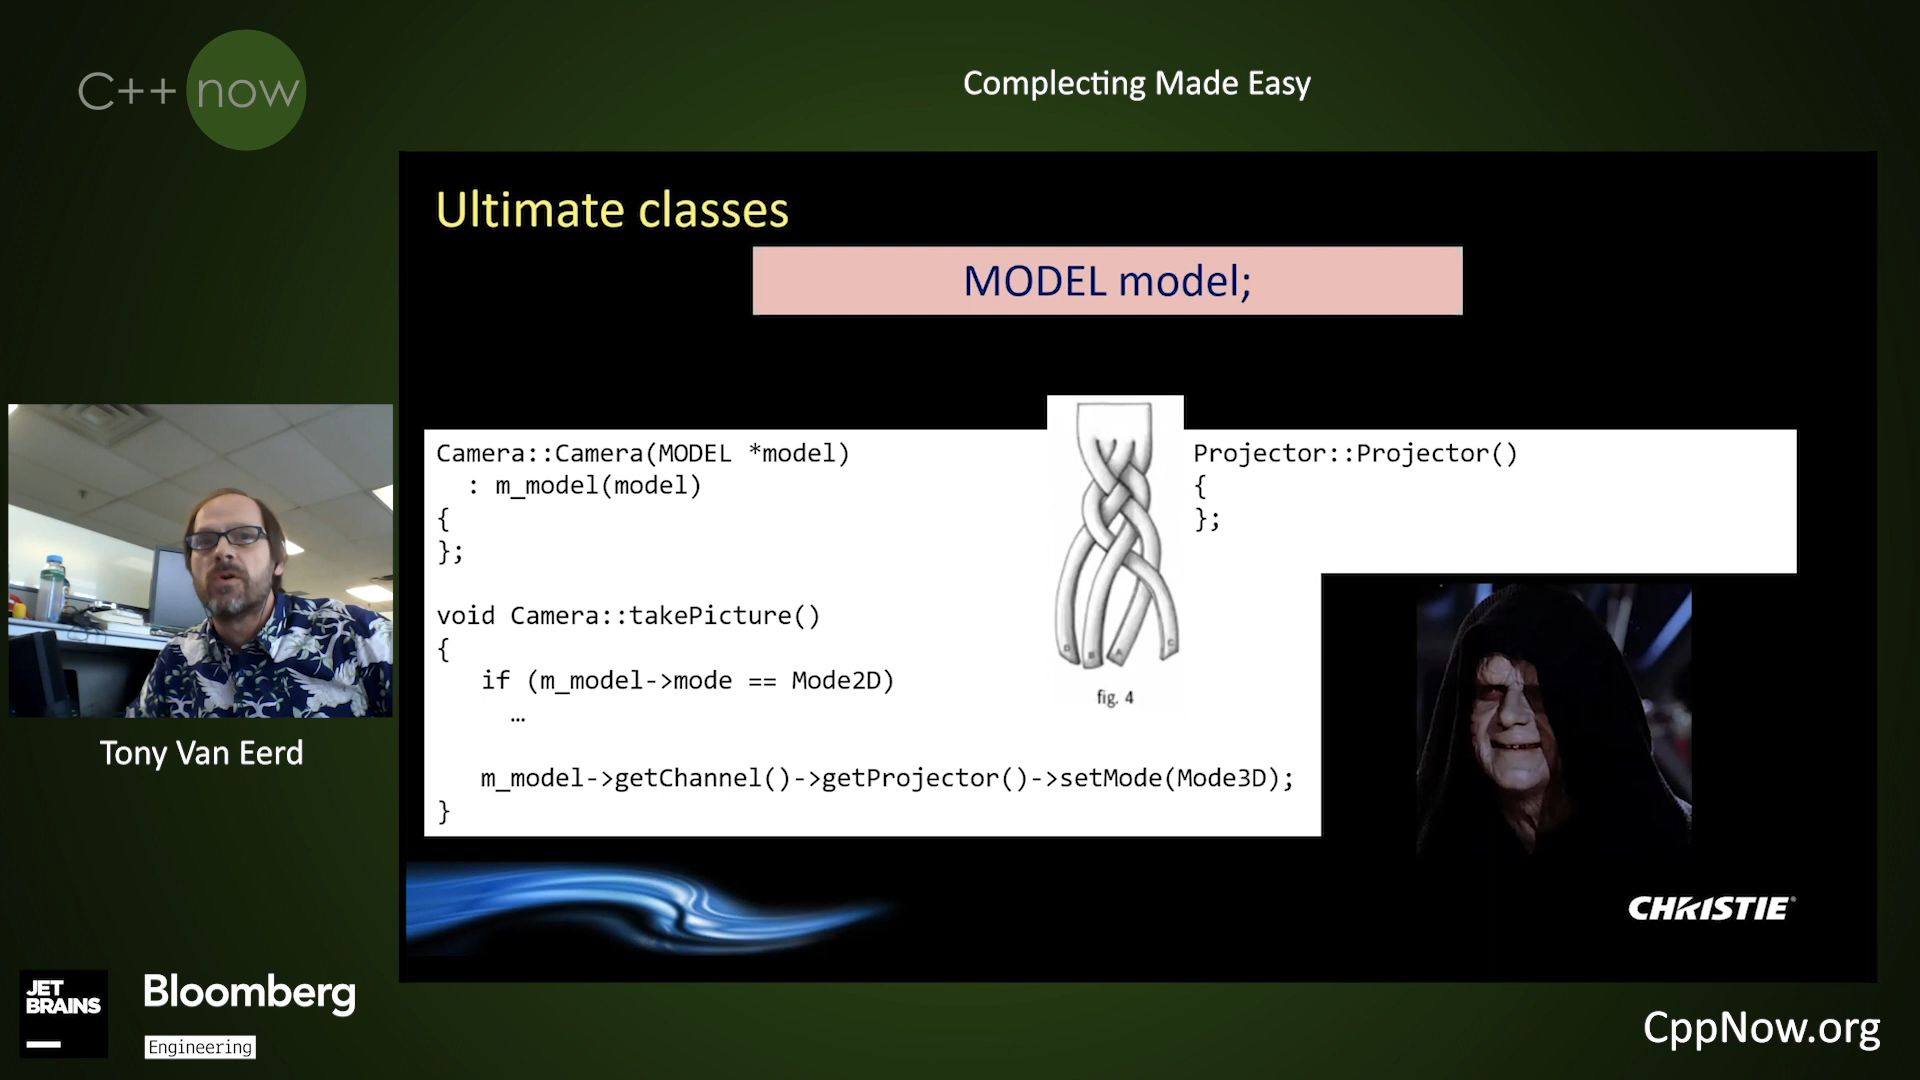 C++ now
Complecting Made Easy
Ultimate classes
MODEL model;
Camera::Camera(MODEL *model)
: m_model(model)
{
};
void Camera::takePicture()
{
if (m_model->mode == Mode2D)
…
m_model->getChannel()->getProjector()->setMode(Mode3D);
}
D B A C
fig. 4
Projector::Projector()
{
};
CHRISTIE®
Tony Van Eerd
JET
BRAINS
Bloomberg
Engineering
CppNow.org